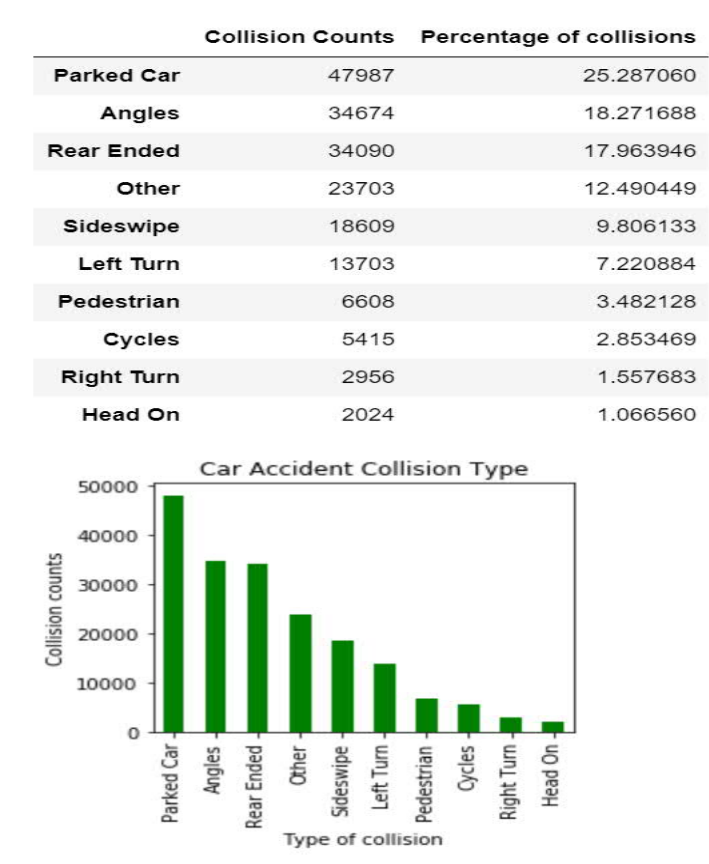 Collision Counts Percentage of collisions
Parked Car 47987 25.287060
Angles 34674 18.271688
Rear Ended 34090 17.963946
Other 23703 12.490449
Sideswipe 18609 9.806133
Left Turn 13703 7.220884
Pedestrian 6608 3.482128
Cycles 5415 2.853469
Right Turn 2956 1.557683
Head On 2024 1.066560
Car Accident Collision Type
50000
40000
30000
20000
10000
0
Collision counts
Parked Car
Angles
Rear Ended
Other
Sideswipe
Left Turn
Pedestrian
Cycles
Right Turn
Head On
Type of collision